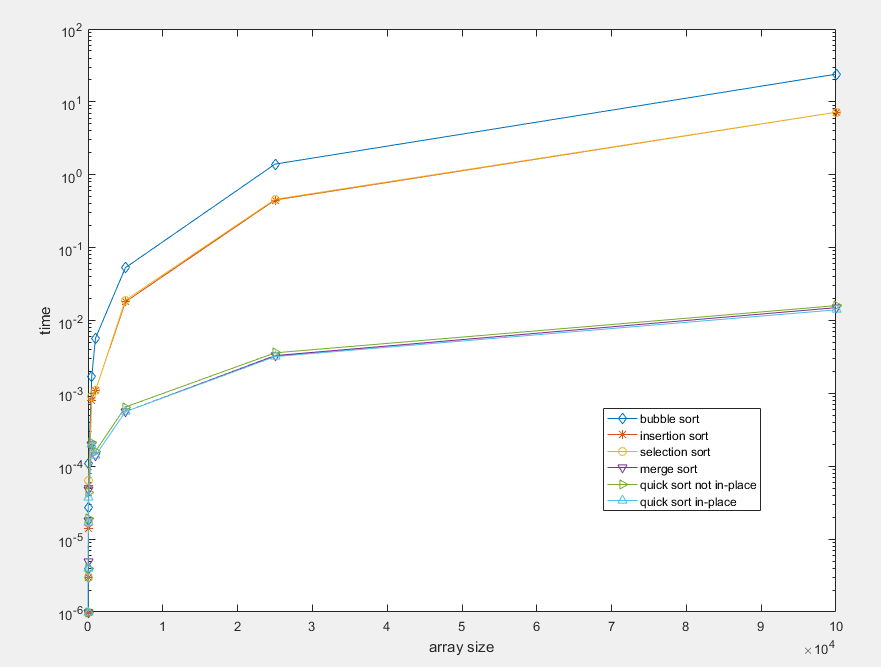 10^2
10^1
10^0
10^-1
10^-2
10^-3
10^-4
10^-5
10^-6
time
bubble sort
insertion sort
selection sort
merge sort
quick sort not in-place
quick sort in-place
0 1 2 3 4 5 6 7 8 9 10
array size
×10^4